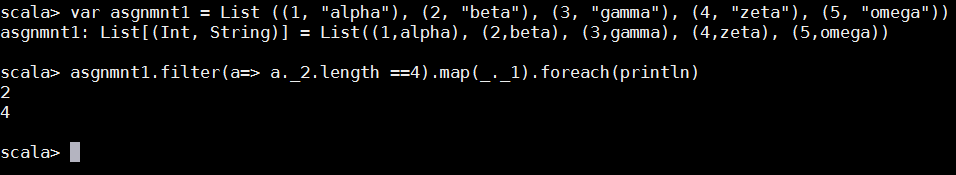 scala> var asgnmnt1 = List ((1, "alpha"), (2, "beta"), (3, "gamma"), (4, "zeta"), (5, "omega"))
asgnmnt1: List[(Int, String)] = List((1,alpha), (2,beta), (3,gamma), (4,zeta), (5,omega))
scala> asgnmnt1.filter(a=> a._2.length ==4).map(_._1).foreach(println)
2
4
scala>